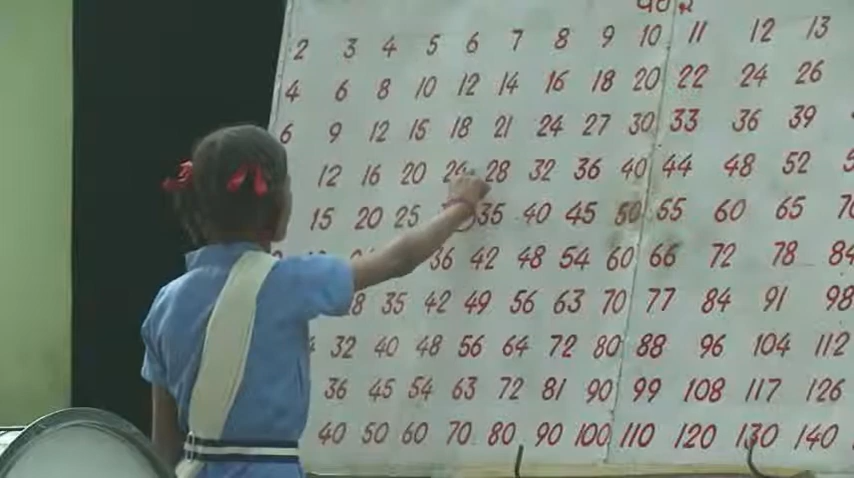 2 3 4 5 6 7 8 9 10 11 12 13
4 6 8 10 12 14 16 18 20 22 24 26
6 9 12 15 18 21 24 27 30 33 36 39
12 16 20 24 28 32 36 40 44 48 52
15 20 25 35 40 45 50 55 60 65
36 42 48 54 60 66 72 78 84
35 42 49 56 63 70 77 84 91 98
32 40 48 56 64 72 80 88 96 104 112
36 45 54 63 72 81 90 99 108 117 126
40 50 60 70 80 90 100 110 120 130 140